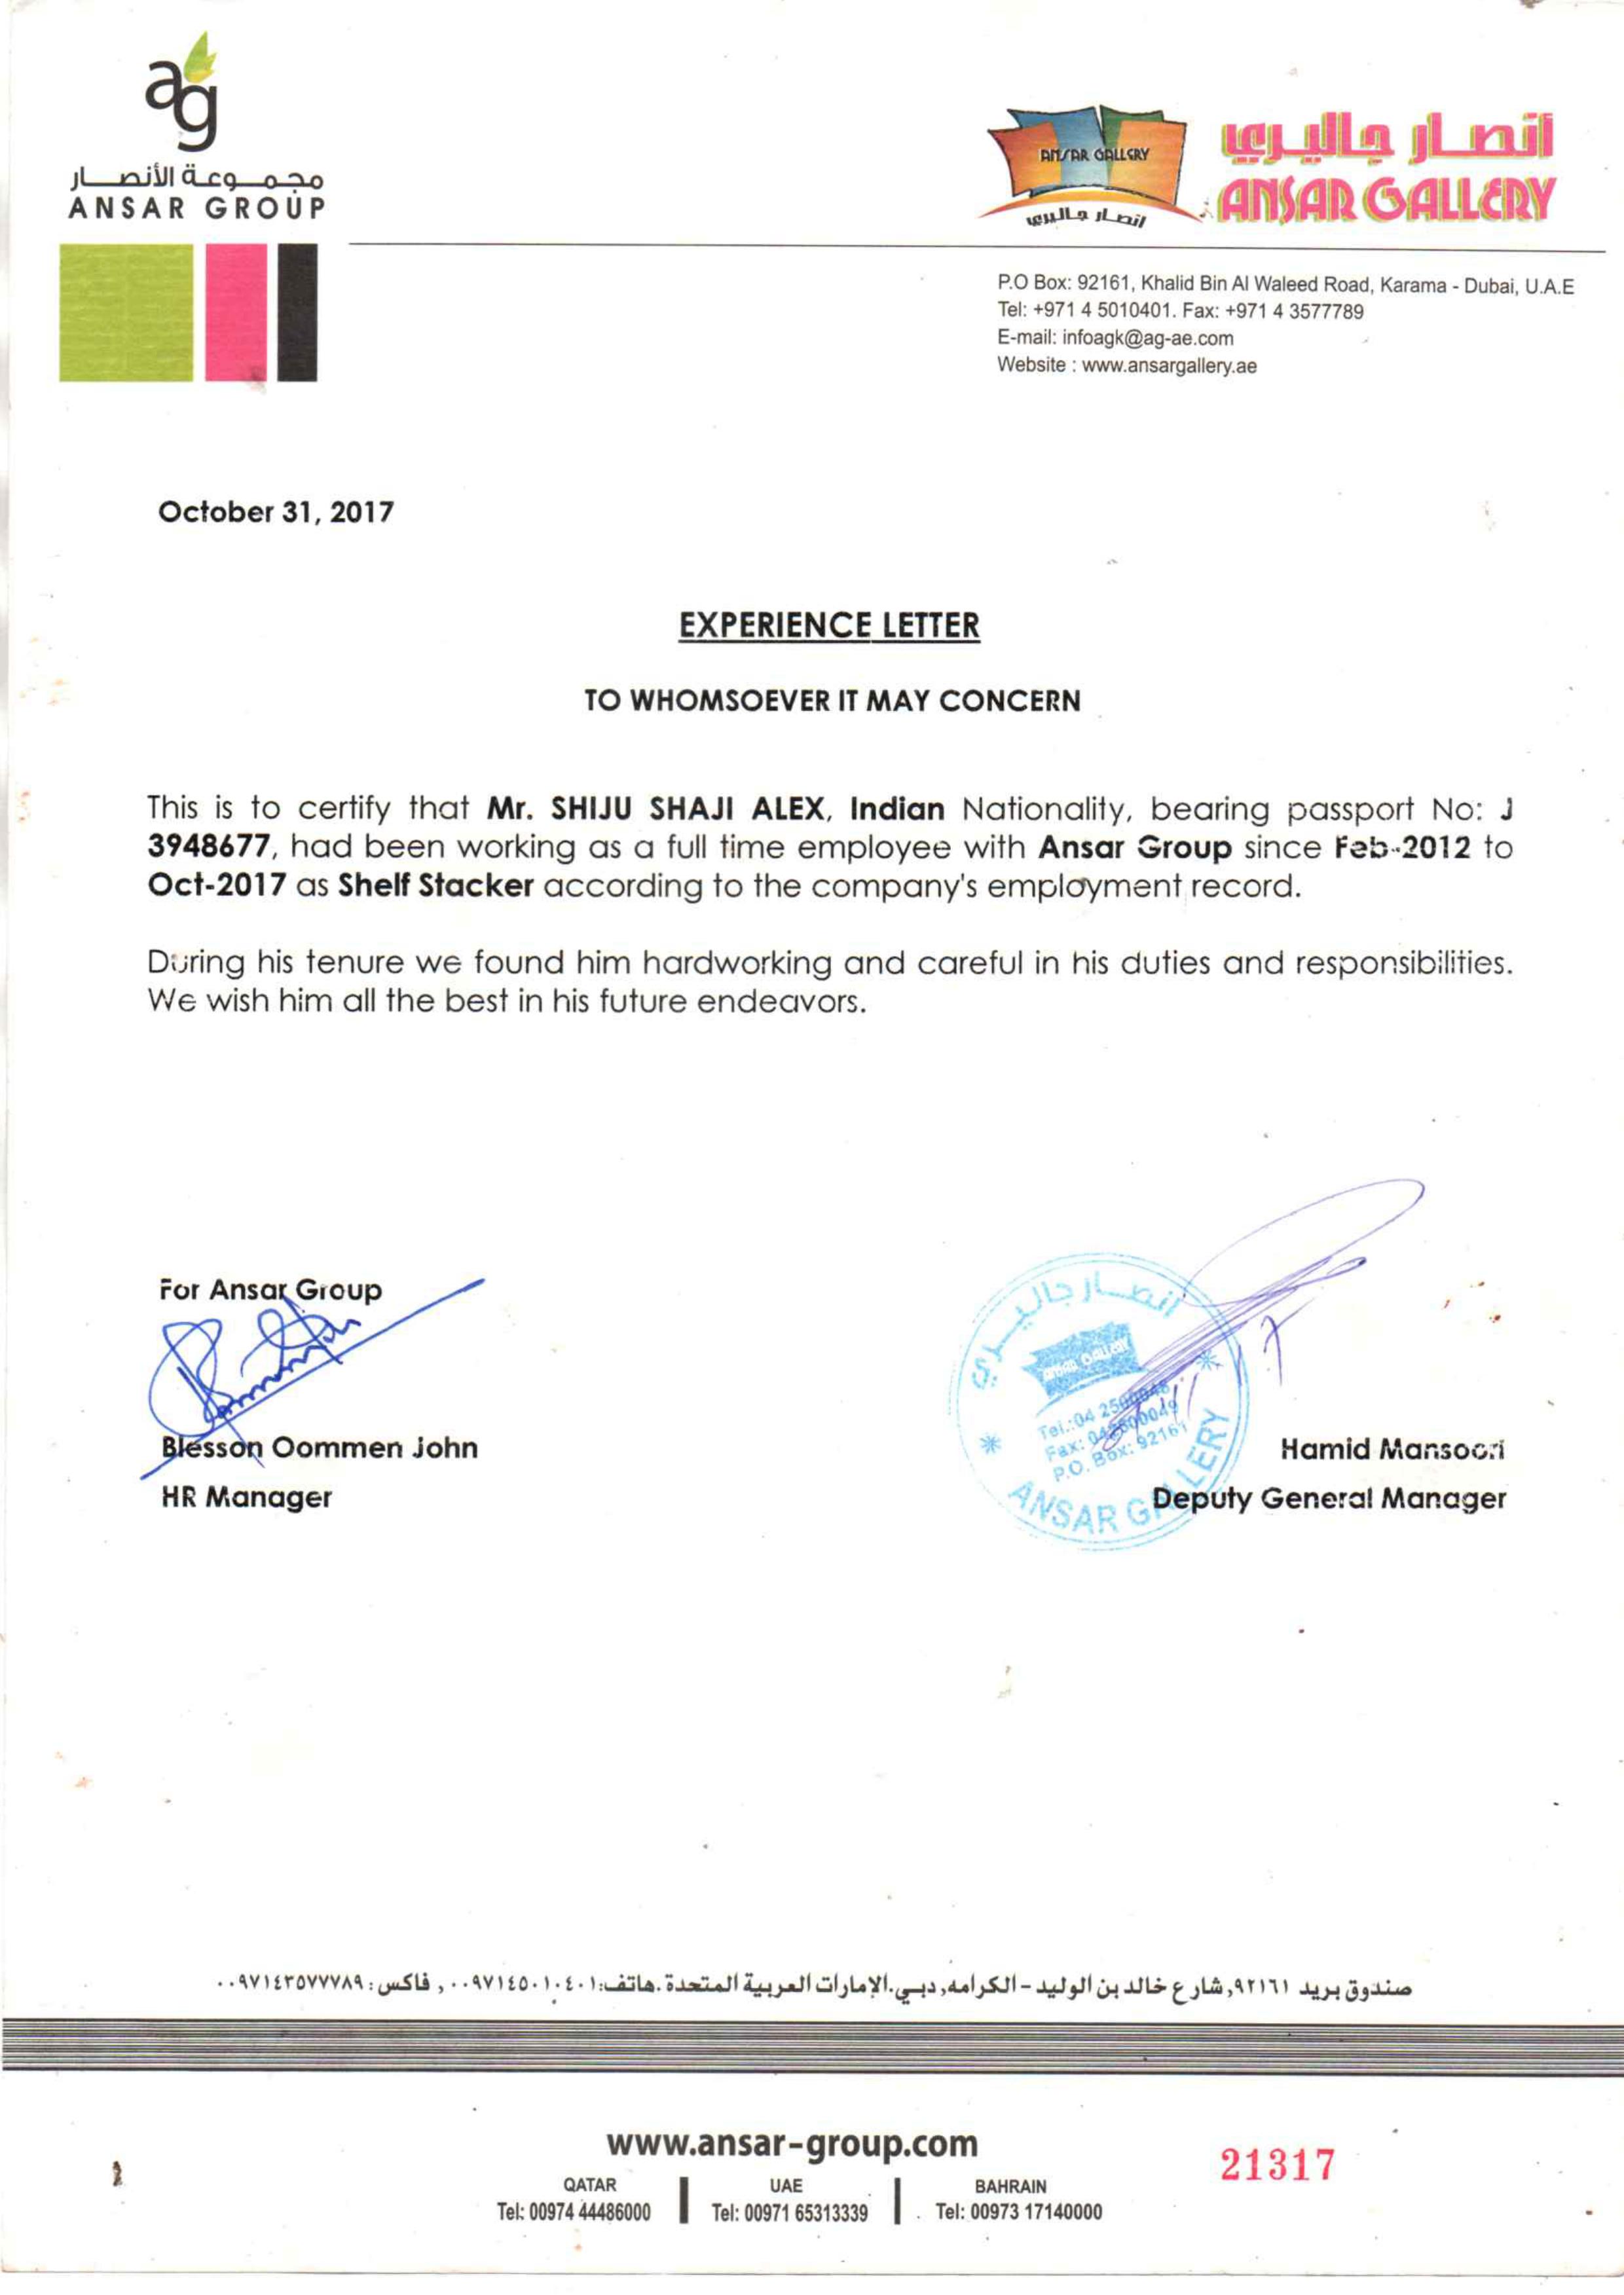 ag
مجموعة الأنصار
ANSAR GROUP
ANSAR GALLERY
انصار جاليري
انصار جاليري
ANSAR GALLERY
P.O Box: 92161, Khalid Bin Al Waleed Road, Karama - Dubai, U.A.E
Tel: +971 4 5010401. Fax: +971 4 3577789
E-mail: infoagk@ag-ae.com
Website : www.ansargallery.ae
October 31, 2017
EXPERIENCE LETTER
TO WHOMSOEVER IT MAY CONCERN
This is to certify that Mr. SHIJU SHAJI ALEX, Indian Nationality, bearing passport No: J
3948677, had been working as a full time employee with Ansar Group since Feb-2012 to
Oct-2017 as Shelf Stacker according to the company's employment record.
During his tenure we found him hardworking and careful in his duties and responsibilities.
We wish him all the best in his future endeavors.
For Ansar Group
Blesson Oommen John
HR Manager
انصار جاليري
ANSAR GALLERY
Tel.:04 2500048
Fax: 04 2500049
P.O. Box: 92161
ANSAR GALLERY
Hamid Mansoori
Deputy General Manager
صندوق بريد ٩٢١٦١, شارع خالد بن الوليد - الكرامه, دبي.الإمارات العربية المتحدة. هاتف:٠٠٩٧١٤٥٠١٠٤٠١ , فاكس : ٠٠٩٧١٤٣٥٧٧٧٨٩
www.ansar-group.com
21317
QATAR
Tel: 00974 44486000
UAE
Tel: 00971 65313339
BAHRAIN
Tel: 00973 17140000